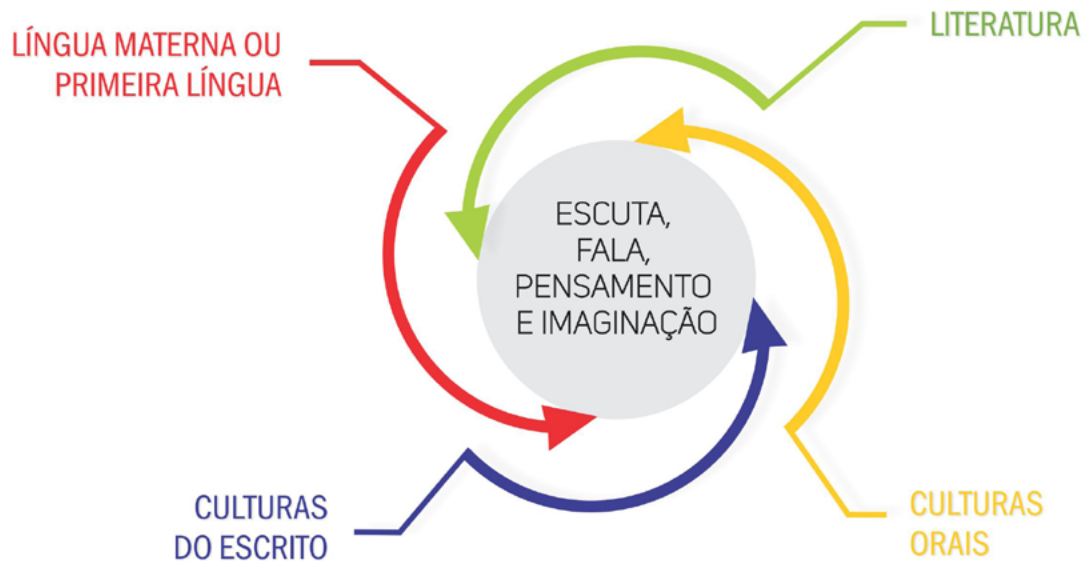 LÍNGUA MATERNA OU
PRIMEIRA LÍNGUA
LITERATURA
ESCUTA,
FALA,
PENSAMENTO
E IMAGINAÇÃO
CULTURAS
DO ESCRITO
CULTURAS
ORAIS